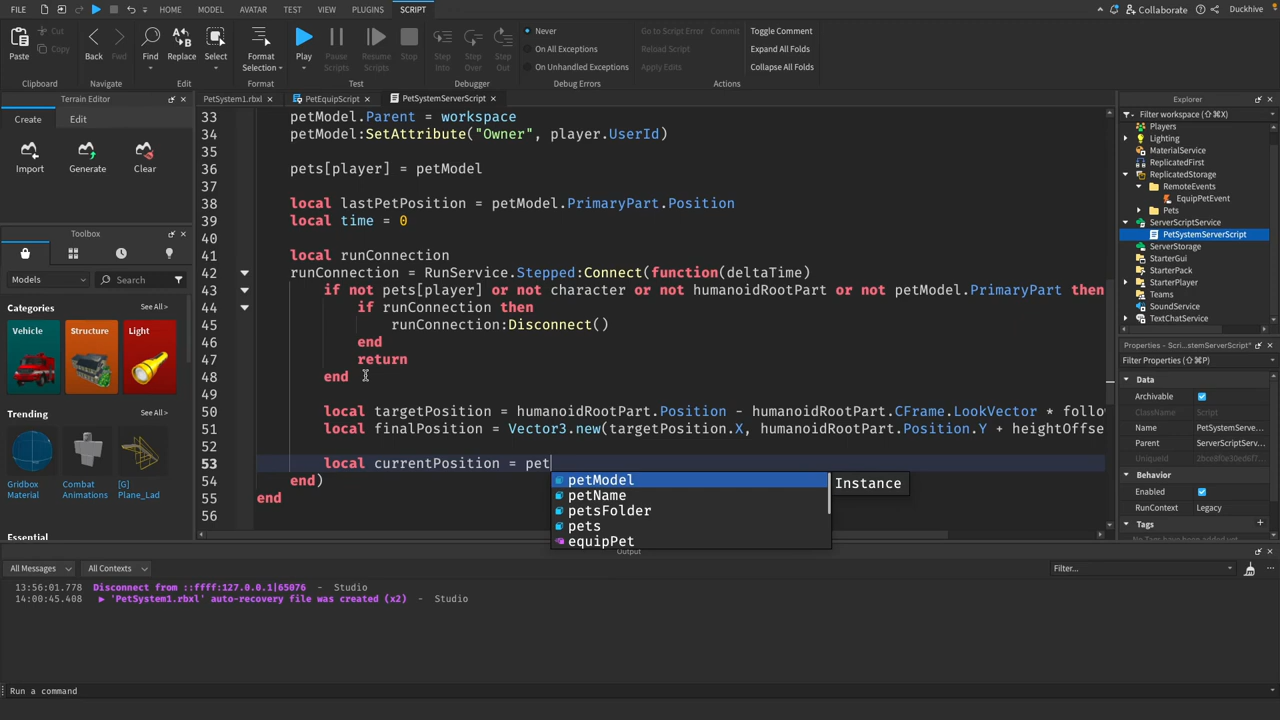 FILE HOME MODEL AVATAR TEST VIEW PLUGINS SCRIPT Collaborate Duckhive
Paste Cut Copy Back Fwd Find Replace Select Format Selection Play Pause Scripts Resume Scripts Stop Step Into Step Over Step Out Never On All Exceptions On Unhandled Exceptions Go to Script Error Commit Reload Script Apply Edits Toggle Comment Expand All Folds Collapse All Folds
Clipboard Navigate Edit Format Test Debugger Debug Errors Actions
Terrain Editor
Create Edit
Import Generate Clear
Toolbox
Models Search
Categories See All >
Vehicle Structure Light
Trending See All >
Gridbox Material Combat Animations [G] Plane_Lad
Essential
PetSystem1.rbxl PetEquipScript PetSystemServerScript
33 petModel.Parent = workspace
34 petModel:SetAttribute("Owner", player.UserId)
35
36 pets[player] = petModel
37
38 local lastPetPosition = petModel.PrimaryPart.Position
39 local time = 0
40
41 local runConnection
42 runConnection = RunService.Stepped:Connect(function(deltaTime)
43 if not pets[player] or not character or not humanoidRootPart or not petModel.PrimaryPart then
44 if runConnection then
45 runConnection:Disconnect()
46 end
47 return
48 end
49
50 local targetPosition = humanoidRootPart.Position - humanoidRootPart.CFrame.LookVector * follo
51 local finalPosition = Vector3.new(targetPosition.X, humanoidRootPart.Position.Y + heightOffse
52
53 local currentPosition = pet
54 end)
55 end
56
petModel Instance
petName
petsFolder
pets
equipPet
Explorer
Filter workspace (⇧⌘X)
Players
Lighting
MaterialService
ReplicatedFirst
ReplicatedStorage
RemoteEvents
EquipPetEvent
Pets
ServerScriptService
PetSystemServerScript
ServerStorage
StarterGui
StarterPack
StarterPlayer
Teams
SoundService
TextChatService
Properties - Scr...stemServerScript"
Filter Properties (⇧⌘P)
Data
Archivable
ClassName Script
Name PetSystemServe...
Parent ServerScriptServ...
UniqueId
Behavior
Enabled
RunContext Legacy
Tags
Output
All Messages All Contexts Filter...
13:56:01.778 Disconnect from ::ffff:127.0.0.1|65076 - Studio
14:00:45.408 ▶ 'PetSystem1.rbxl' auto-recovery file was created (x2) - Studio
Run a command